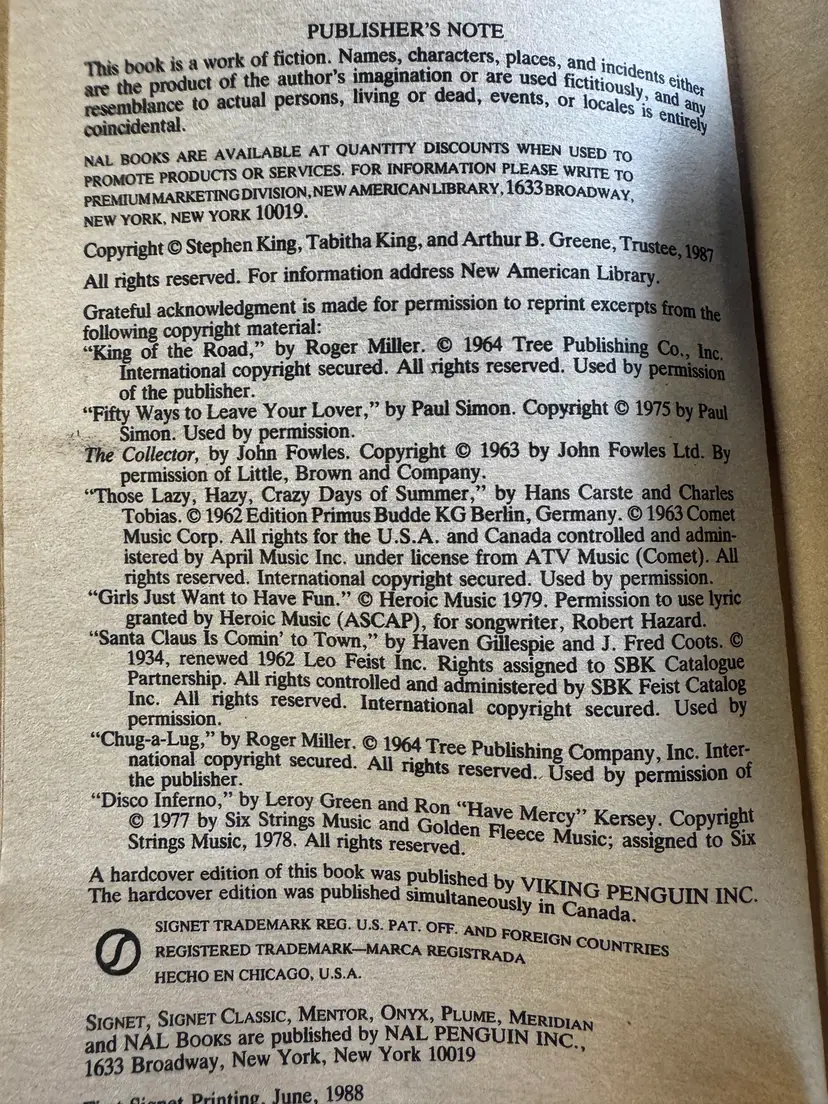 PUBLISHER'S NOTE
This book is a work of fiction. Names, characters, places, and incidents either
are the product of the author's imagination or are used fictitiously, and any
resemblance to actual persons, living or dead, events, or locales is entirely
coincidental.
NAL BOOKS ARE AVAILABLE AT QUANTITY DISCOUNTS WHEN USED TO
PROMOTE PRODUCTS OR SERVICES. FOR INFORMATION PLEASE WRITE TO
PREMIUM MARKETING DIVISION, NEW AMERICAN LIBRARY, 1633 BROADWAY,
NEW YORK, NEW YORK 10019.
Copyright © Stephen King, Tabitha King, and Arthur B. Greene, Trustee, 1987
All rights reserved. For information address New American Library.
Grateful acknowledgment is made for permission to reprint excerpts from the
following copyright material:
"King of the Road," by Roger Miller. © 1964 Tree Publishing Co., Inc.
International copyright secured. All rights reserved. Used by permission
of the publisher.
"Fifty Ways to Leave Your Lover," by Paul Simon. Copyright © 1975 by Paul
Simon. Used by permission.
The Collector, by John Fowles. Copyright © 1963 by John Fowles Ltd. By
permission of Little, Brown and Company.
"Those Lazy, Hazy, Crazy Days of Summer," by Hans Carste and Charles
Tobias. © 1962 Edition Primus Budde KG Berlin, Germany. © 1963 Comet
Music Corp. All rights for the U.S.A. and Canada controlled and admin-
istered by April Music Inc. under license from ATV Music (Comet). All
rights reserved. International copyright secured. Used by permission.
"Girls Just Want to Have Fun." © Heroic Music 1979. Permission to use lyric
granted by Heroic Music (ASCAP), for songwriter, Robert Hazard.
"Santa Claus Is Comin' to Town," by Haven Gillespie and J. Fred Coots. ©
1934, renewed 1962 Leo Feist Inc. Rights assigned to SBK Catalogue
Partnership. All rights controlled and administered by SBK Feist Catalog
Inc. All rights reserved. International copyright secured. Used by
permission.
"Chug-a-Lug," by Roger Miller. © 1964 Tree Publishing Company, Inc. Inter-
national copyright secured. All rights reserved. Used by permission of
the publisher.
"Disco Inferno," by Leroy Green and Ron "Have Mercy" Kersey. Copyright
© 1977 by Six Strings Music and Golden Fleece Music; assigned to Six
Strings Music, 1978. All rights reserved.
A hardcover edition of this book was published by VIKING PENGUIN INC.
The hardcover edition was published simultaneously in Canada.
SIGNET TRADEMARK REG. U.S. PAT. OFF. AND FOREIGN COUNTRIES
REGISTERED TRADEMARK—MARCA REGISTRADA
HECHO EN CHICAGO, U.S.A.
SIGNET, SIGNET CLASSIC, MENTOR, ONYX, PLUME, MERIDIAN
and NAL BOOKS are published by NAL PENGUIN INC.,
1633 Broadway, New York, New York 10019
First Signet Printing, June, 1988